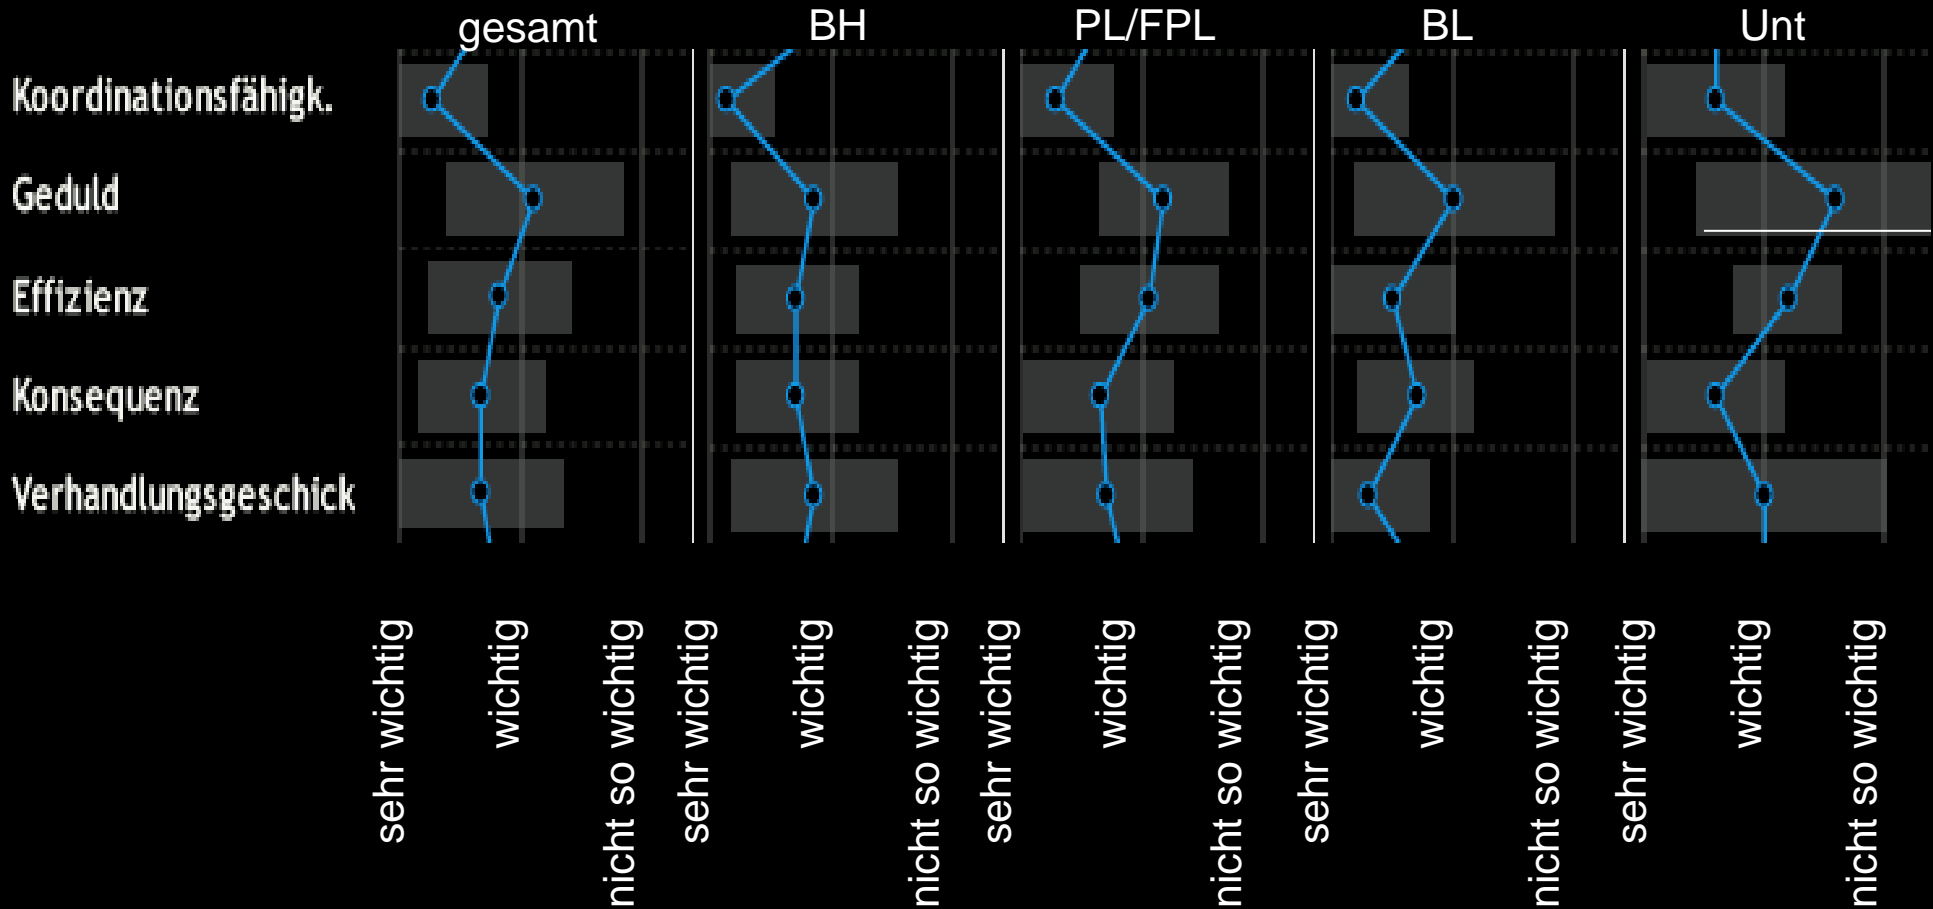 gesamt BH PL/FPL BL Unt
Koordinationsfähigk.
Geduld
Effizienz
Konsequenz
Verhandlungsgeschick
sehr wichtig
wichtig
nicht so wichtig
sehr wichtig
wichtig
nicht so wichtig
sehr wichtig
wichtig
nicht so wichtig
sehr wichtig
wichtig
nicht so wichtig
sehr wichtig
wichtig
nicht so wichtig